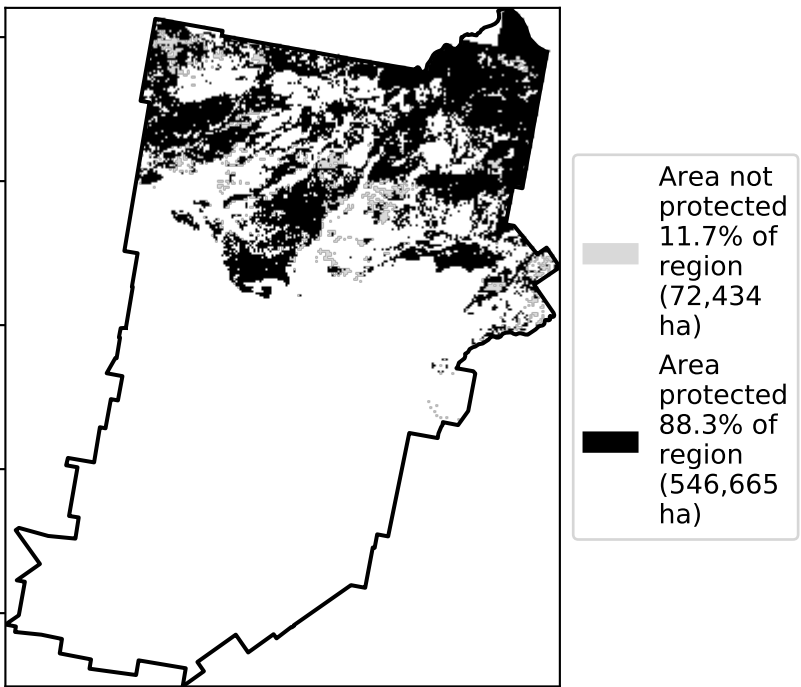 Area not
protected
11.7% of
region
(72,434
ha)
Area
protected
88.3% of
region
(546,665
ha)